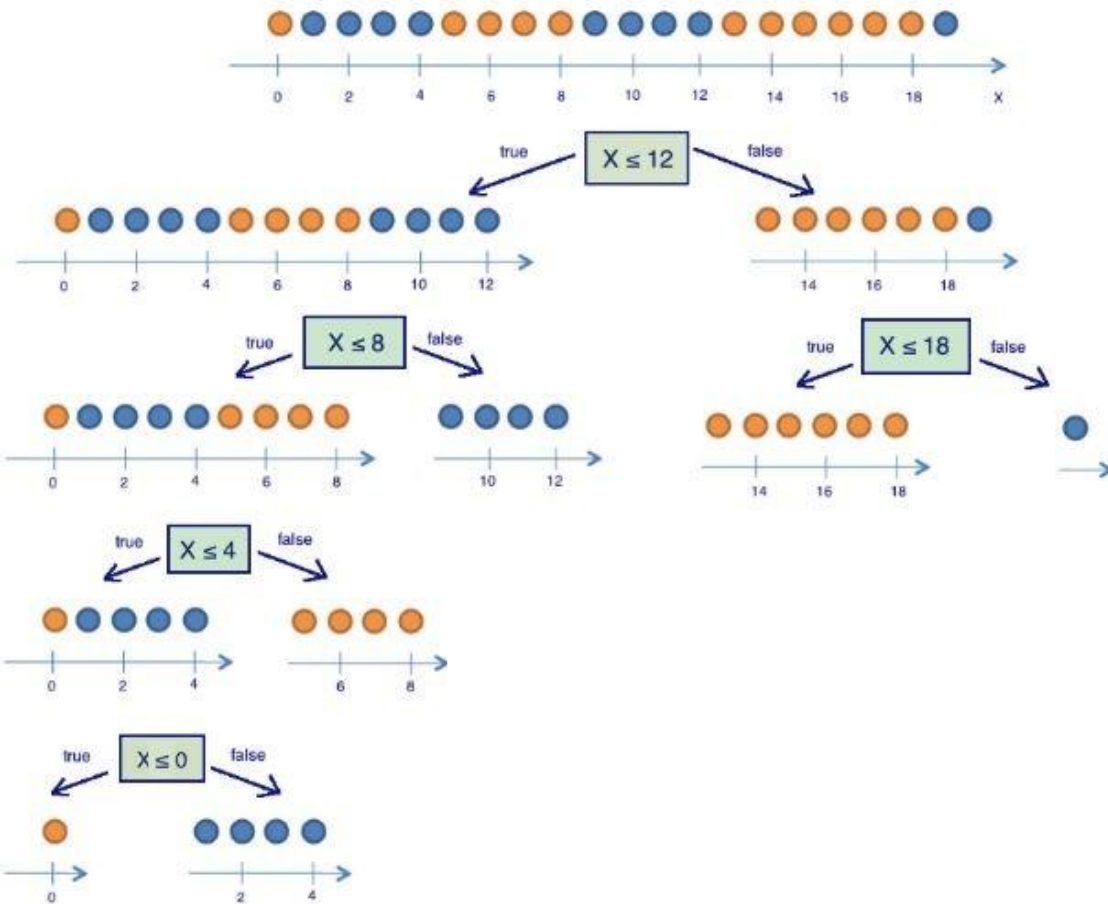 0 2 4 6 8 10 12 14 16 18 X
true X ≤ 12 false
0 2 4 6 8 10 12
14 16 18
true X ≤ 8 false
true X ≤ 18 false
0 2 4 6 8
10 12
14 16 18
true X ≤ 4 false
0 2 4
6 8
true X ≤ 0 false
0
2 4